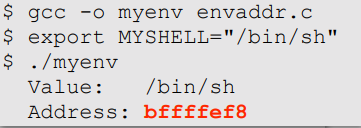 $ gcc -o myenv envaddr.c
$ export MYSHELL="/bin/sh"
$ ./myenv
Value:   /bin/sh
Address: bffffef8